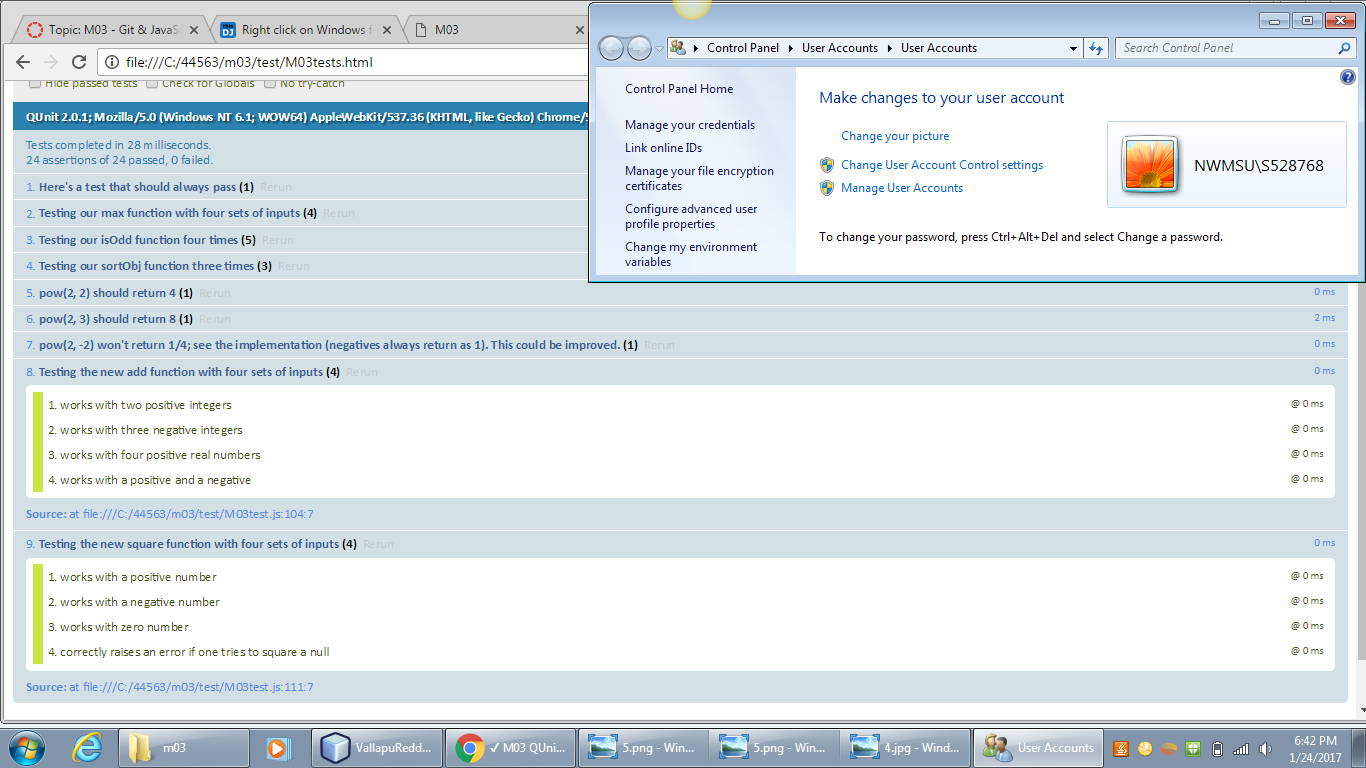 Topic: M03 - Git & JavaS
Right click on Windows f
M03
file:///C:/44563/m03/test/M03tests.html
Hide passed tests Check for Globals No try-catch
QUnit 2.0.1; Mozilla/5.0 (Windows NT 6.1; WOW64) AppleWebKit/537.36 (KHTML, like Gecko) Chrome/
Tests completed in 28 milliseconds.
24 assertions of 24 passed, 0 failed.
1. Here's a test that should always pass (1) Rerun
2. Testing our max function with four sets of inputs (4) Rerun
3. Testing our isOdd function four times (5) Rerun
4. Testing our sortObj function three times (3) Rerun
5. pow(2, 2) should return 4 (1) Rerun 0 ms
6. pow(2, 3) should return 8 (1) Rerun 2 ms
7. pow(2, -2) won't return 1/4; see the implementation (negatives always return as 1). This could be improved. (1) Rerun 0 ms
8. Testing the new add function with four sets of inputs (4) Rerun 0 ms
1. works with two positive integers @ 0 ms
2. works with three negative integers @ 0 ms
3. works with four positive real numbers @ 0 ms
4. works with a positive and a negative @ 0 ms
Source: at file:///C:/44563/m03/test/M03test.js:104:7
9. Testing the new square function with four sets of inputs (4) Rerun 0 ms
1. works with a positive number @ 0 ms
2. works with a negative number @ 0 ms
3. works with zero number @ 0 ms
4. correctly raises an error if one tries to square a null @ 0 ms
Source: at file:///C:/44563/m03/test/M03test.js:111:7
Control Panel User Accounts User Accounts
Search Control Panel
Control Panel Home
Manage your credentials
Link online IDs
Manage your file encryption
certificates
Configure advanced user
profile properties
Change my environment
variables
Make changes to your user account
Change your picture
Change User Account Control settings
Manage User Accounts
NWMSU\S528768
To change your password, press Ctrl+Alt+Del and select Change a password.
m03
VallapuRedd...
✓ M03 QUni...
5.png - Win...
5.png - Win...
4.jpg - Wind...
User Accounts
6:42 PM
1/24/2017